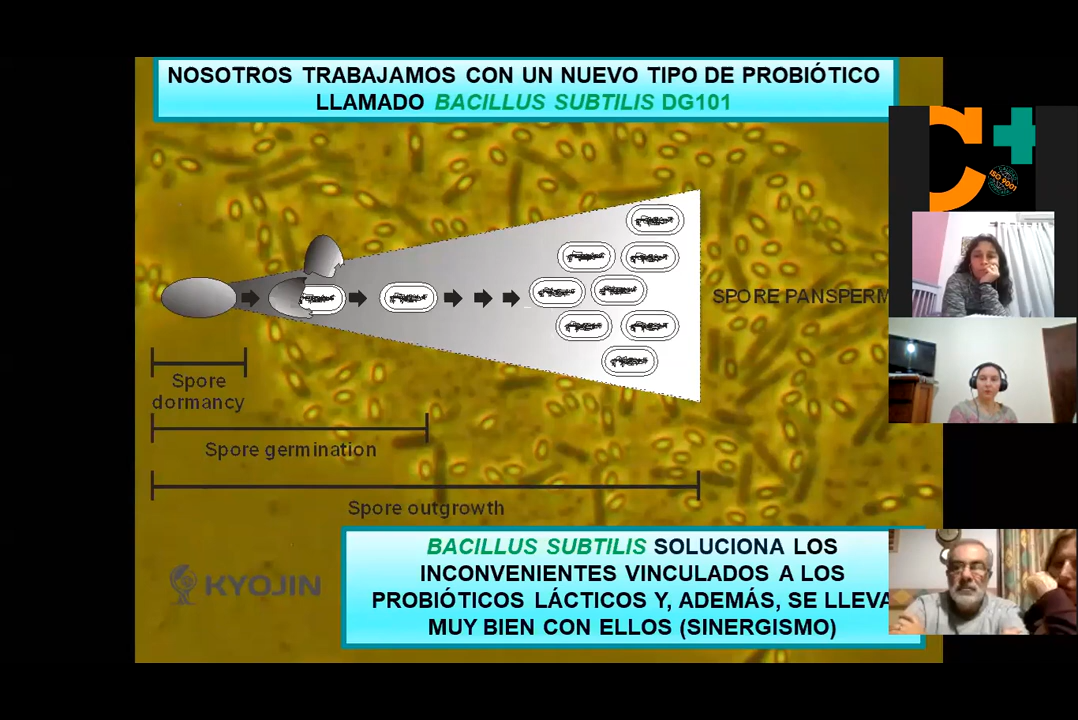 NOSOTROS TRABAJAMOS CON UN NUEVO TIPO DE PROBIÓTICO
LLAMADO BACILLUS SUBTILIS DG101
C+
ISO 9001
SPORE PANSPERM
Spore
dormancy
Spore germination
Spore outgrowth
KYOJIN
BACILLUS SUBTILIS SOLUCIONA LOS
INCONVENIENTES VINCULADOS A LOS
PROBIÓTICOS LÁCTICOS Y, ADEMÁS, SE LLEVA
MUY BIEN CON ELLOS (SINERGISMO)